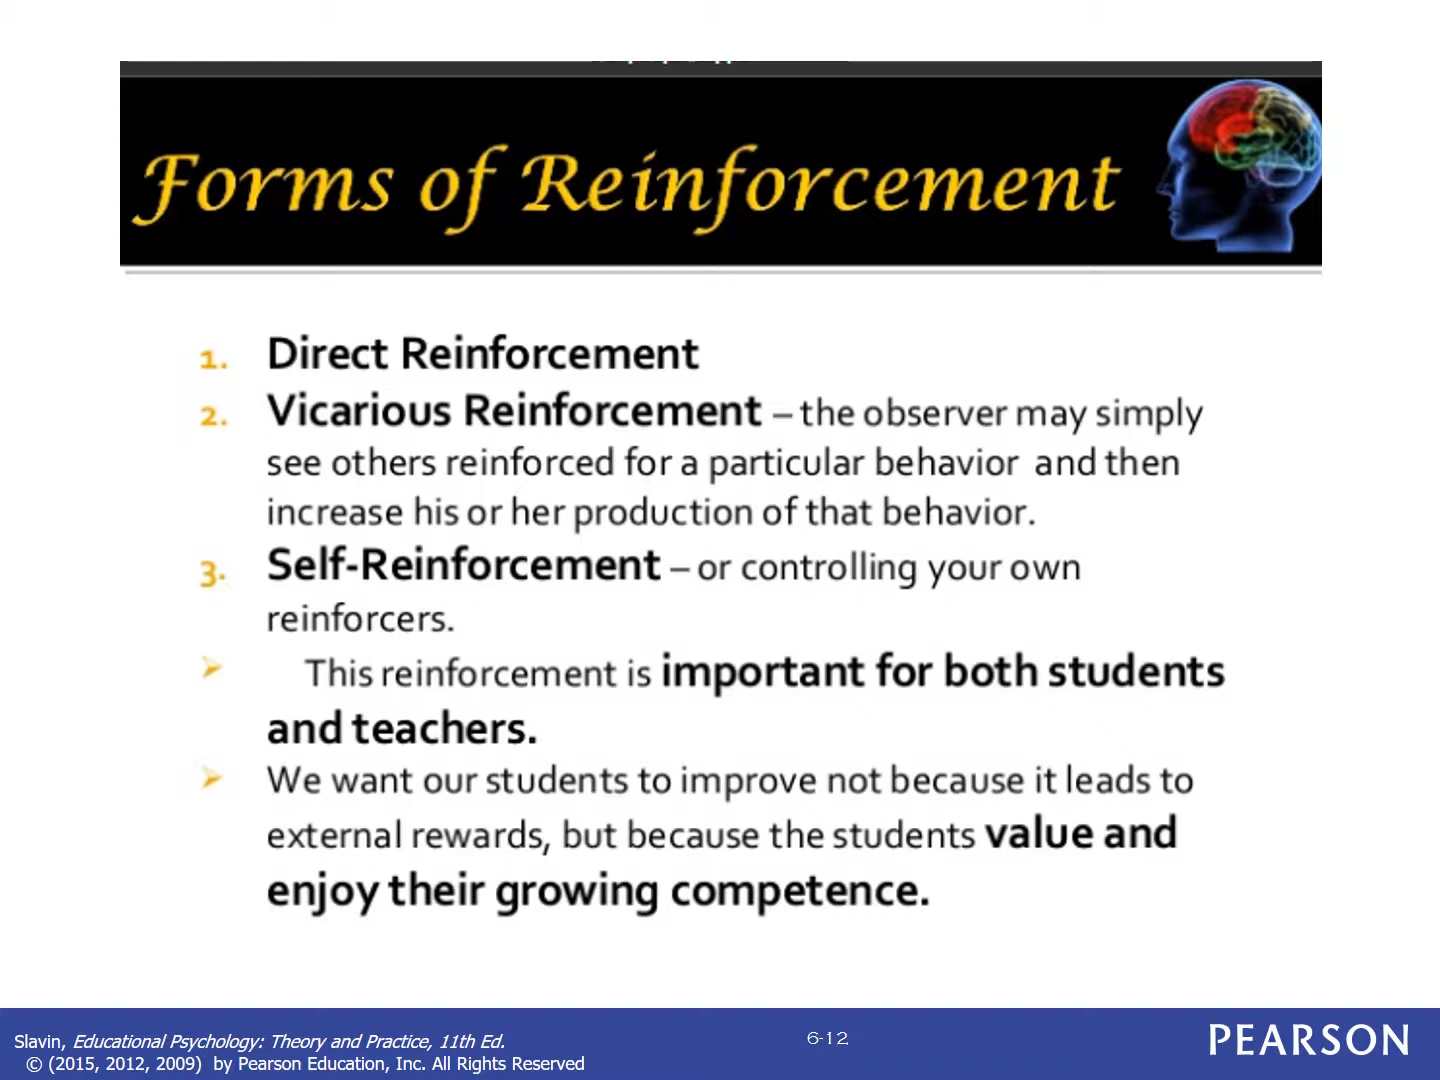 Forms of Reinforcement
1. Direct Reinforcement
2. Vicarious Reinforcement – the observer may simply
see others reinforced for a particular behavior and then
increase his or her production of that behavior.
3. Self-Reinforcement – or controlling your own
reinforcers.
➢ This reinforcement is important for both students
and teachers.
➢ We want our students to improve not because it leads to
external rewards, but because the students value and
enjoy their growing competence.
Slavin, Educational Psychology: Theory and Practice, 11th Ed.
© (2015, 2012, 2009) by Pearson Education, Inc. All Rights Reserved
6-12
PEARSON